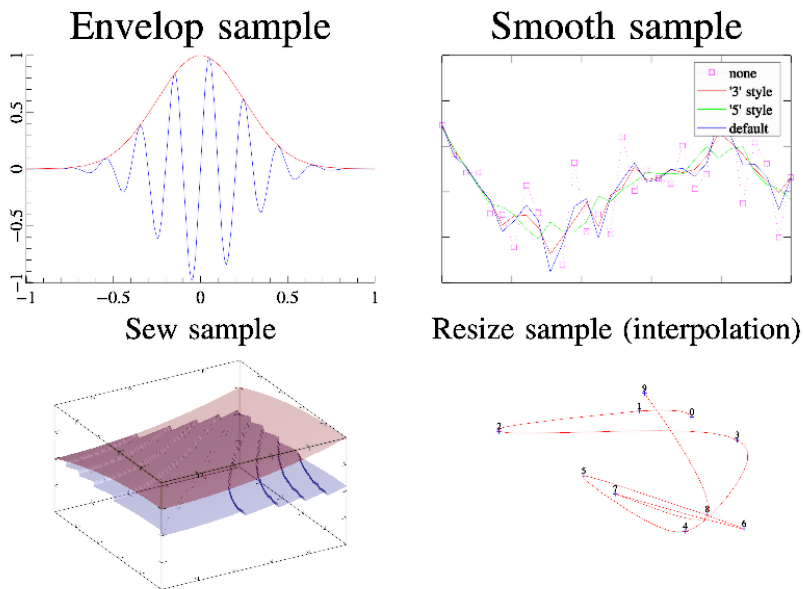 Envelop sample
Smooth sample
1
0.5
0
−0.5
−1
−1
−0.5
0
0.5
1
none
'3' style
'5' style
default
Sew sample
Resize sample (interpolation)
9
1
0
2
3
5
7
8
4
6